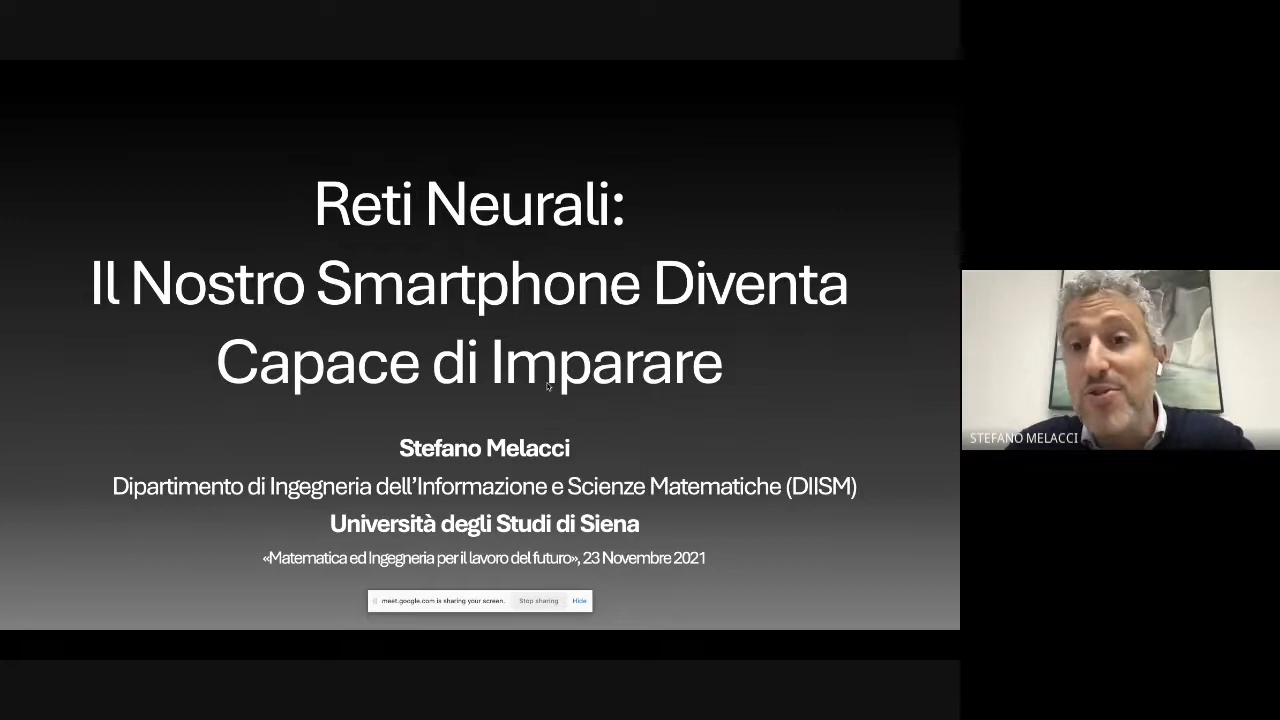 Reti Neurali:
Il Nostro Smartphone Diventa
Capace di Imparare
Stefano Melacci
Dipartimento di Ingegneria dell'Informazione e Scienze Matematiche (DIISM)
Università degli Studi di Siena
«Matematica ed Ingegneria per il lavoro del futuro», 23 Novembre 2021
meet.google.com is sharing your screen. Stop sharing Hide
STEFANO MELACCI